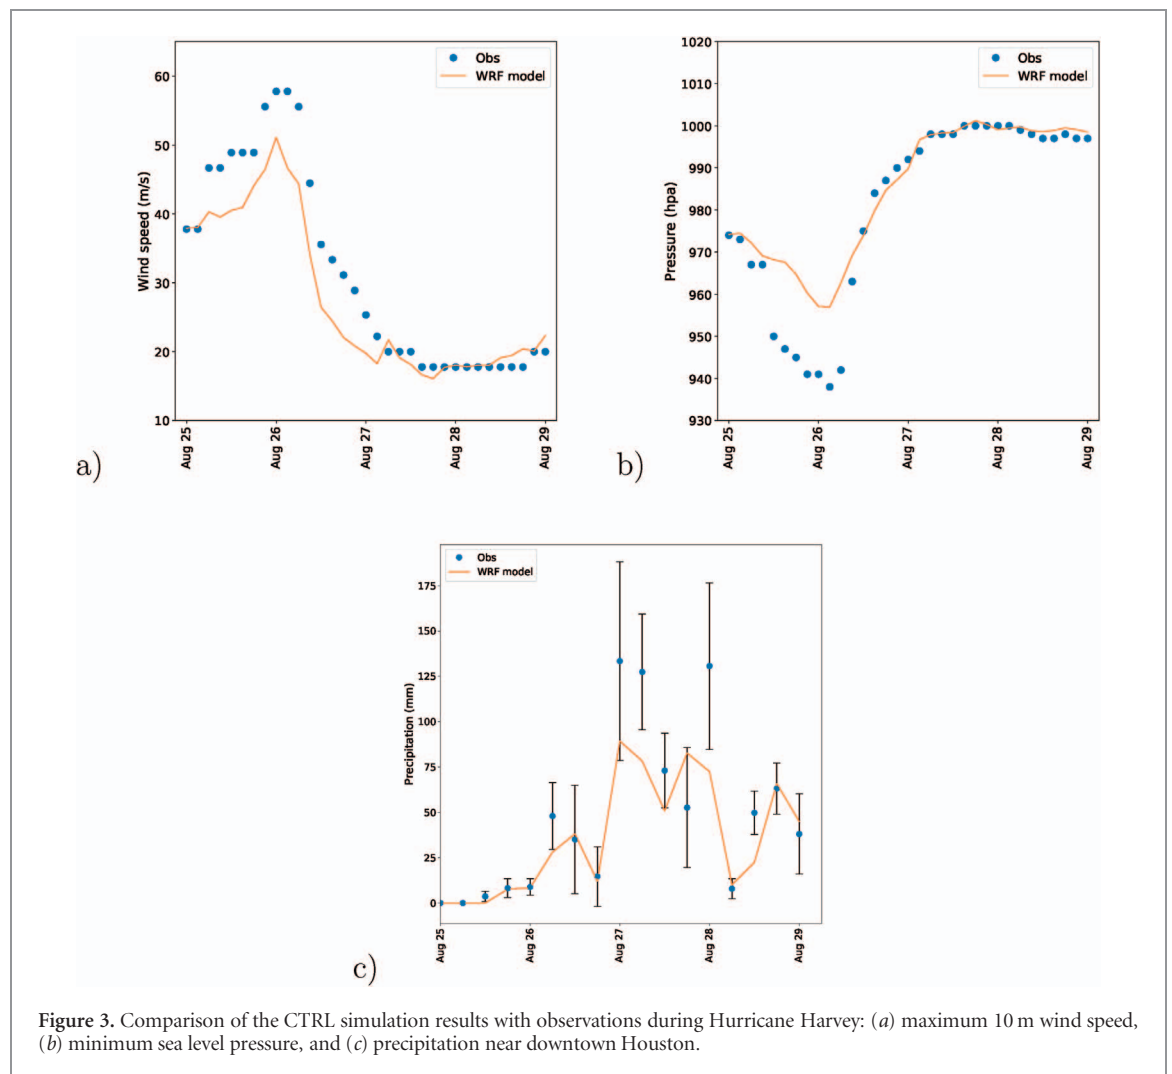 60
50
40
30
20
10
Wind speed (m/s)
Obs
WRF model
Aug 25
Aug 26
Aug 27
Aug 28
Aug 29
a)
1020
1010
1000
990
980
970
960
950
940
930
Pressure (hpa)
Obs
WRF model
Aug 25
Aug 26
Aug 27
Aug 28
Aug 29
b)
175
150
125
100
75
50
25
0
Precipitation (mm)
Obs
WRF model
Aug 25
Aug 26
Aug 27
Aug 28
Aug 29
c)
Figure 3. Comparison of the CTRL simulation results with observations during Hurricane Harvey: (a) maximum 10 m wind speed,
(b) minimum sea level pressure, and (c) precipitation near downtown Houston.